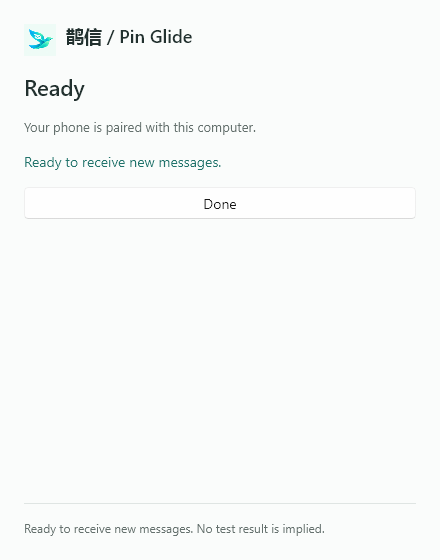 鹊信 / Pin Glide
Ready
Your phone is paired with this computer.
Ready to receive new messages.
Done
Ready to receive new messages. No test result is implied.